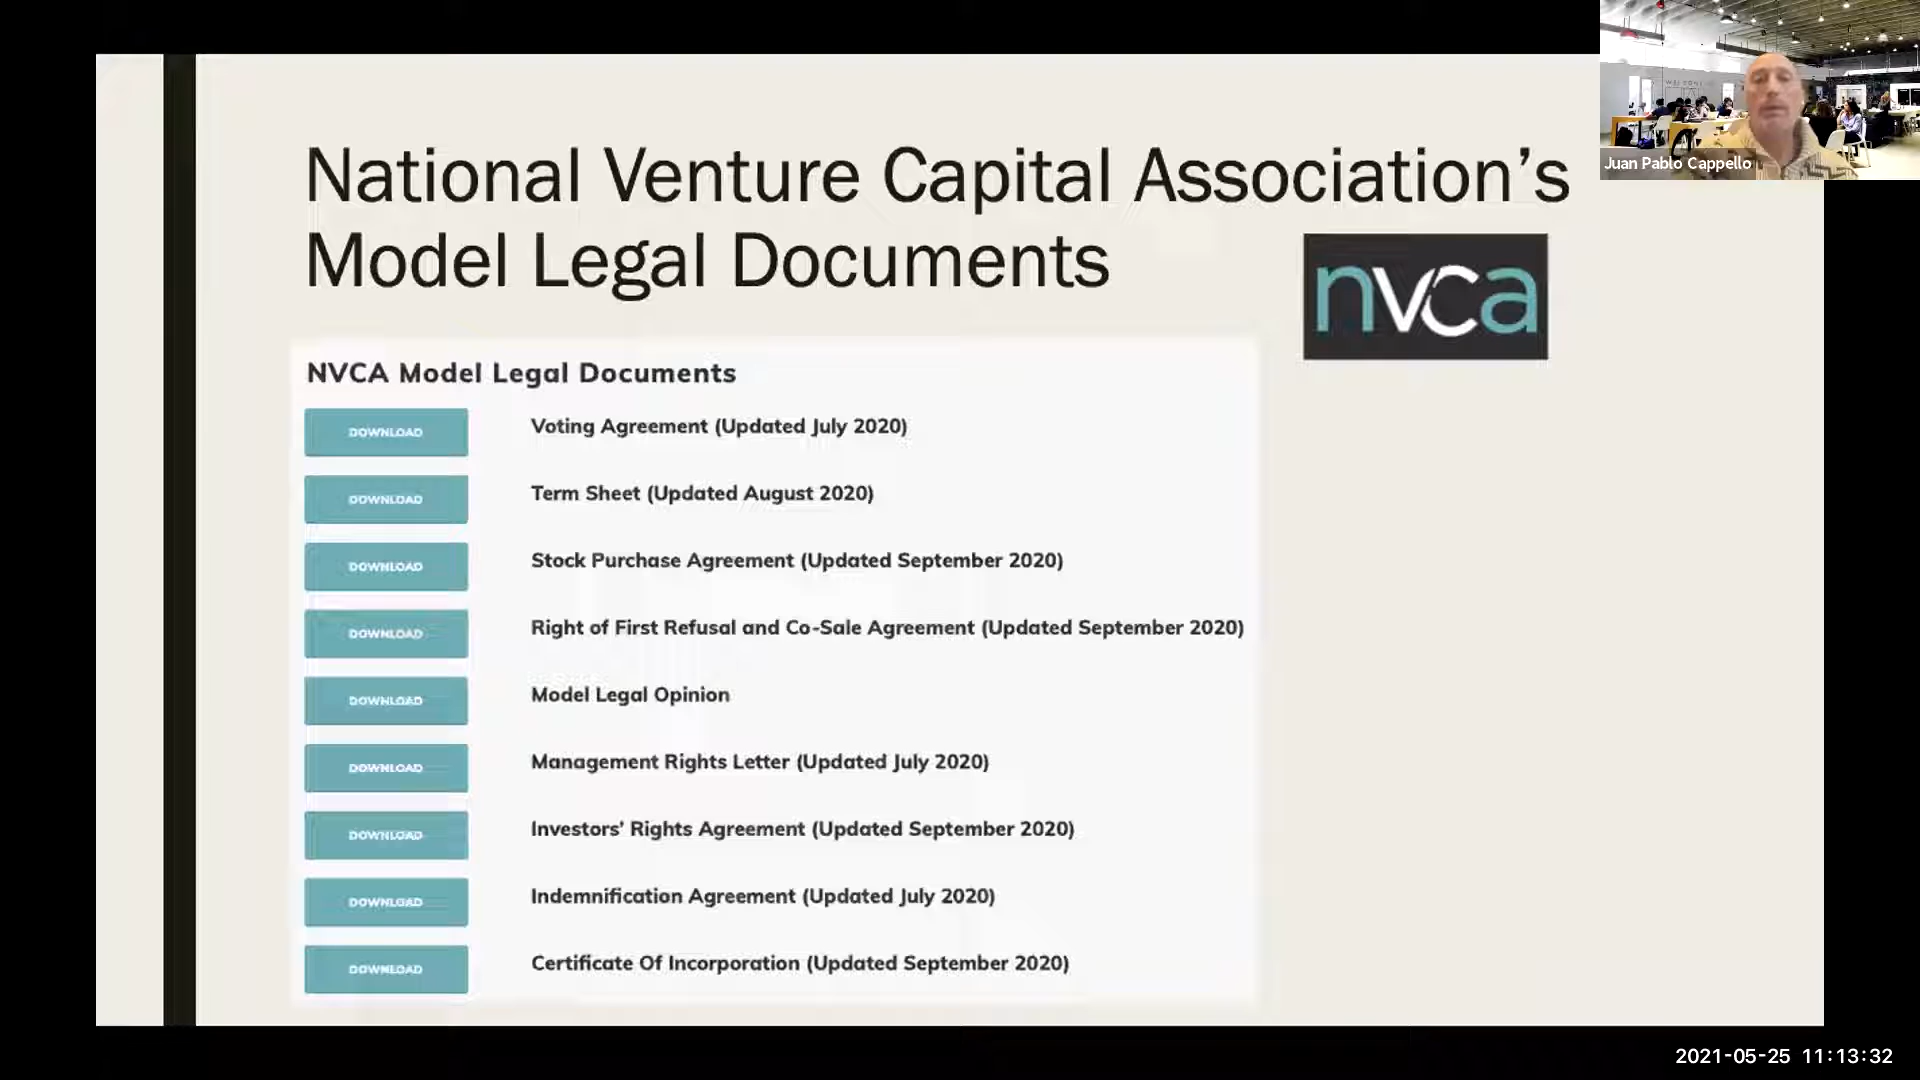 National Venture Capital Association’s
Model Legal Documents
nvca
NVCA Model Legal Documents
DOWNLOAD Voting Agreement (Updated July 2020)
DOWNLOAD Term Sheet (Updated August 2020)
DOWNLOAD Stock Purchase Agreement (Updated September 2020)
DOWNLOAD Right of First Refusal and Co-Sale Agreement (Updated September 2020)
DOWNLOAD Model Legal Opinion
DOWNLOAD Management Rights Letter (Updated July 2020)
DOWNLOAD Investors’ Rights Agreement (Updated September 2020)
DOWNLOAD Indemnification Agreement (Updated July 2020)
DOWNLOAD Certificate Of Incorporation (Updated September 2020)
WELCOME
Juan Pablo Cappello
2021-05-25 11:13:32